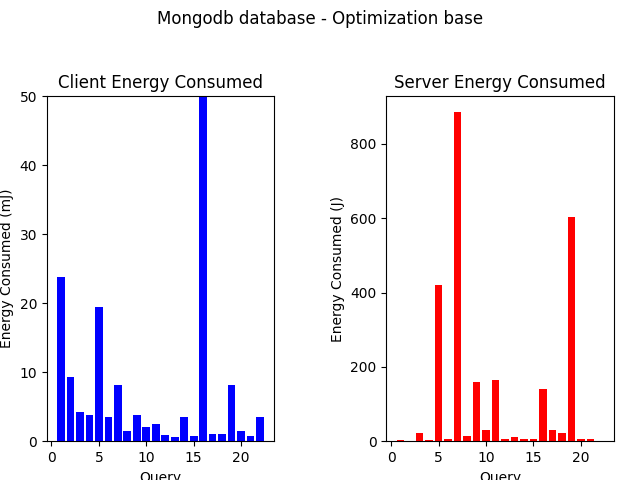 Mongodb database - Optimization base
Client Energy Consumed
Energy Consumed (mJ)
50
40
30
20
10
0
0 5 10 15 20
Query
Server Energy Consumed
Energy Consumed (J)
800
600
400
200
0
0 5 10 15 20
Query